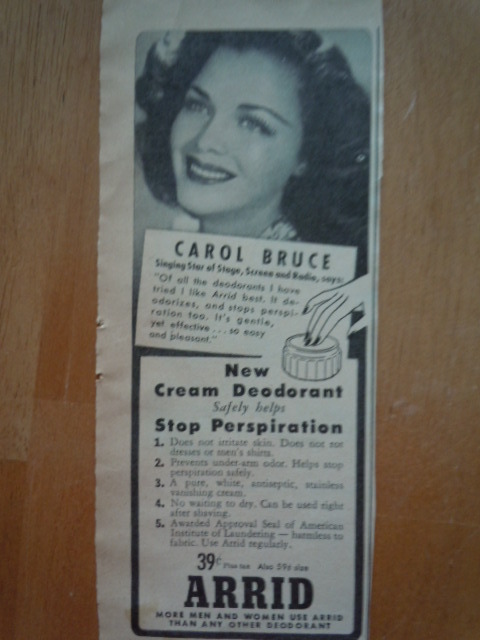 CAROL BRUCE
Singing Star of Stage, Screen and Radio, says:
"Of all the deodorants I have
tried I like Arrid best. It de-
odorizes, and stops perspi-
ration too. It's gentle,
yet effective . . . so easy
and pleasant."
New
Cream Deodorant
Safely helps
Stop Perspiration
1. Does not irritate skin. Does not rot
dresses or men's shirts.
2. Prevents under-arm odor. Helps stop
perspiration safely.
3. A pure, white, antiseptic, stainless
vanishing cream.
4. No waiting to dry. Can be used right
after shaving.
5. Awarded Approval Seal of American
Institute of Laundering — harmless to
fabric. Use Arrid regularly.
39¢ Plus tax Also 59¢ size
ARRID
MORE MEN AND WOMEN USE ARRID
THAN ANY OTHER DEODORANT